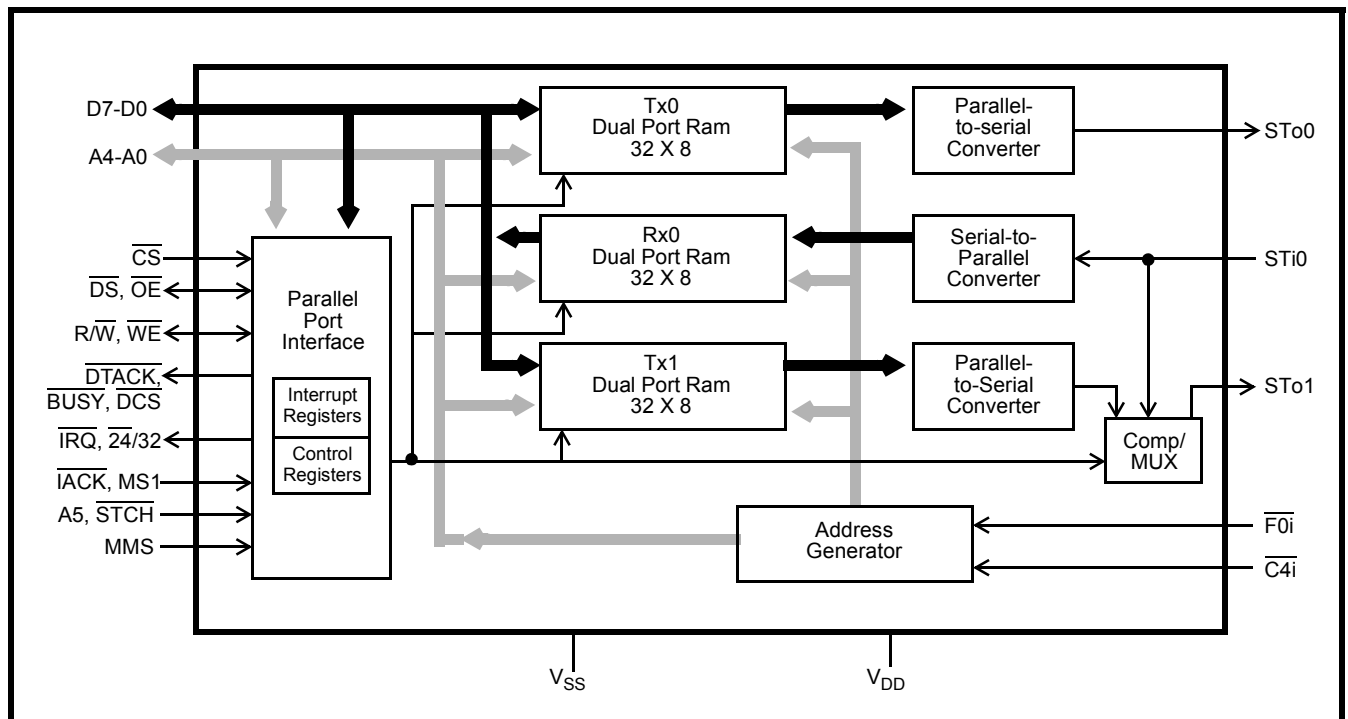 D7-D0
A4-A0
CS
DS, OE
R/W, WE
DTACK,
BUSY, DCS
IRQ, 24/32
IACK, MS1
A5, STCH
MMS
Parallel
Port
Interface
Interrupt
Registers
Control
Registers
Tx0
Dual Port Ram
32 X 8
Rx0
Dual Port Ram
32 X 8
Tx1
Dual Port Ram
32 X 8
Parallel-
to-serial
Converter
Serial-to-
Parallel
Converter
Parallel-
to-Serial
Converter
Comp/
MUX
Address
Generator
STo0
STi0
STo1
F0i
C4i
VSS
VDD